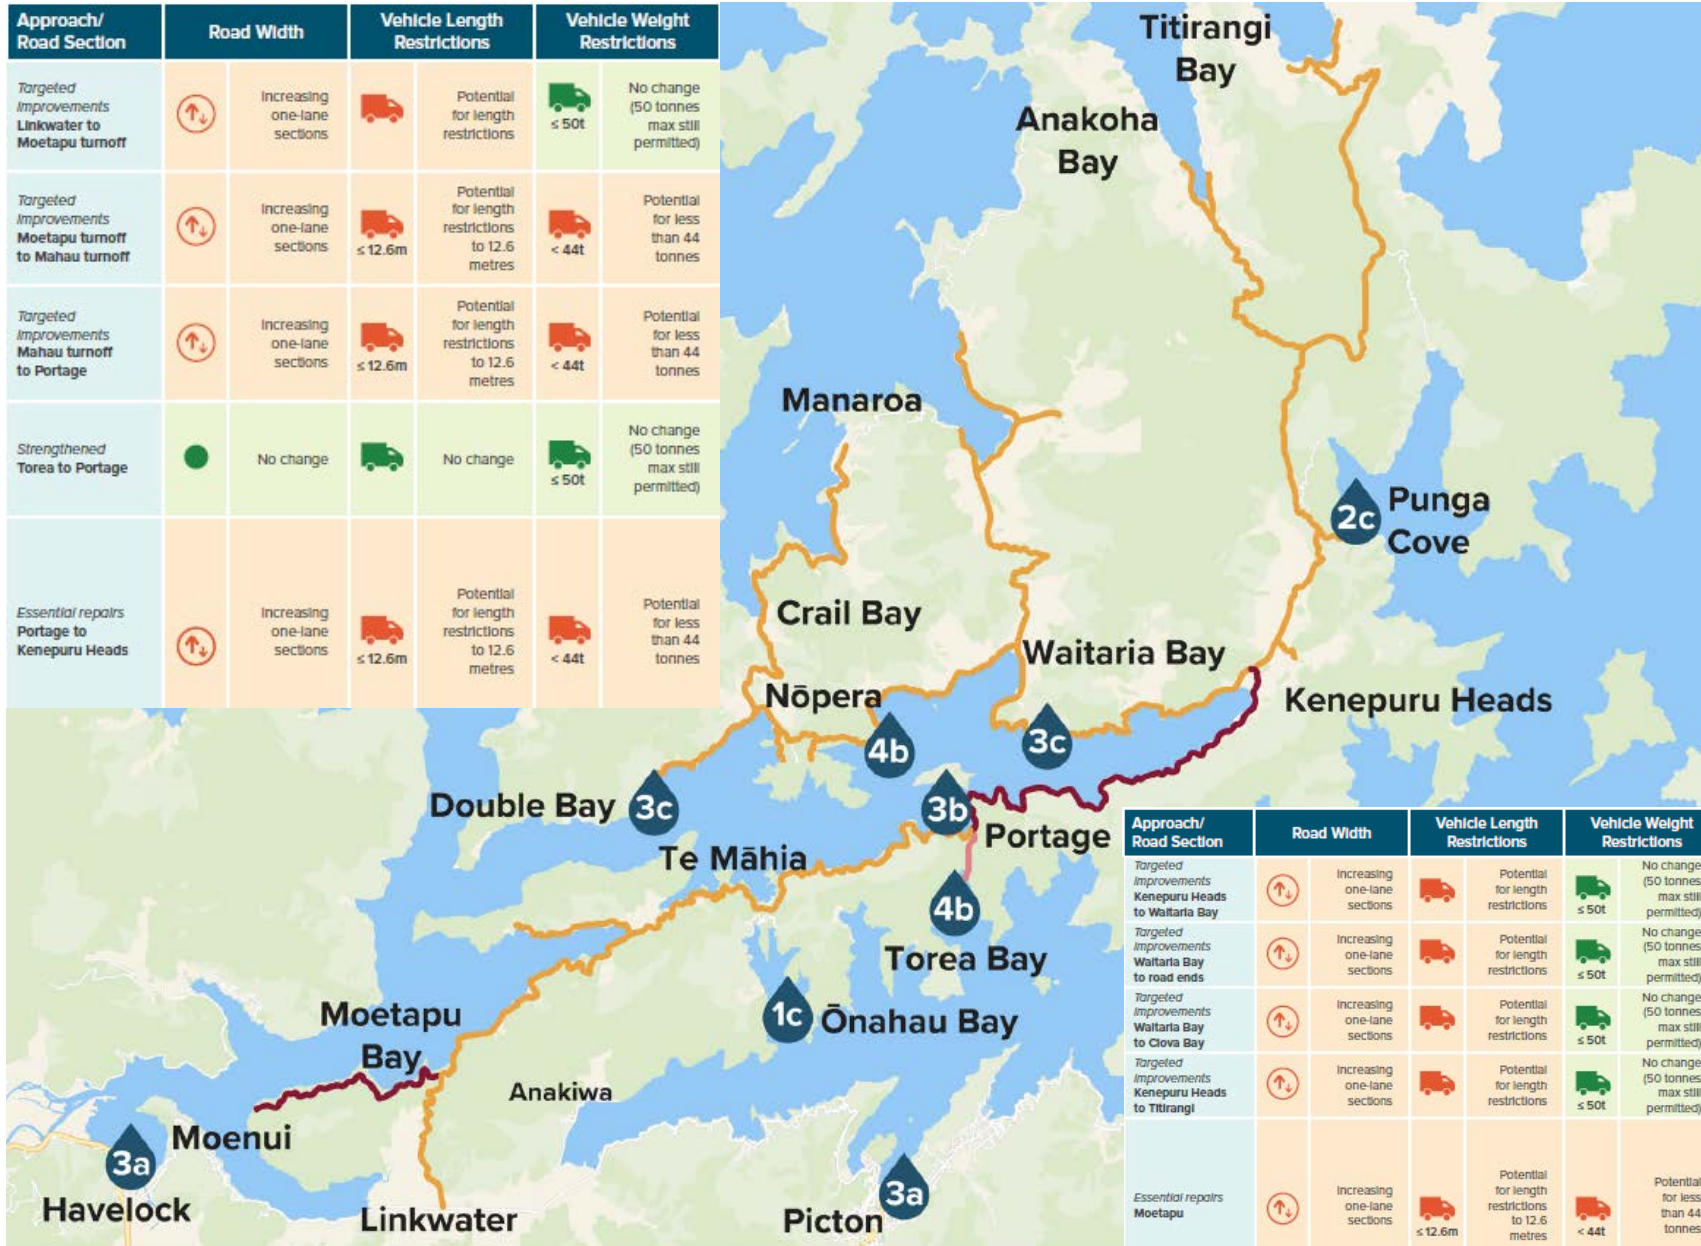 Approach/
Road Section
Road Width
Vehicle Length
Restrictions
Vehicle Weight
Restrictions
Targeted
Improvements
Linkwater to
Moetapu turnoff
Increasing
one-lane
sections
Potential
for length
restrictions
≤ 50t
No change
(50 tonnes
max still
permitted)
Targeted
Improvements
Moetapu turnoff
to Mahau turnoff
Increasing
one-lane
sections
≤ 12.6m
Potential
for length
restrictions
to 12.6
metres
< 44t
Potential
for less
than 44
tonnes
Targeted
Improvements
Mahau turnoff
to Portage
Increasing
one-lane
sections
≤ 12.6m
Potential
for length
restrictions
to 12.6
metres
< 44t
Potential
for less
than 44
tonnes
Strengthened
Torea to Portage
No change
No change
≤ 50t
No change
(50 tonnes
max still
permitted)
Essential repairs
Portage to
Kenepuru Heads
Increasing
one-lane
sections
≤ 12.6m
Potential
for length
restrictions
to 12.6
metres
< 44t
Potential
for less
than 44
tonnes
Titirangi
Bay
Anakoha
Bay
Manaroa
2c
Punga
Cove
Crail Bay
Waitaria Bay
Nōpera
Kenepuru Heads
4b
3c
Double Bay
3c
3b
Portage
Te Māhia
4b
Torea Bay
Moetapu
Bay
1c
Ōnahau Bay
Anakiwa
Moenui
3a
Havelock
Linkwater
Picton
3a
Approach/
Road Section
Road Width
Vehicle Length
Restrictions
Vehicle Weight
Restrictions
Targeted
Improvements
Kenepuru Heads
to Waitaria Bay
Increasing
one-lane
sections
Potential
for length
restrictions
≤ 50t
No change
(50 tonnes
max still
permitted)
Targeted
Improvements
Waitaria Bay
to road ends
Increasing
one-lane
sections
Potential
for length
restrictions
≤ 50t
No change
(50 tonnes
max still
permitted)
Targeted
Improvements
Waitaria Bay
to Clova Bay
Increasing
one-lane
sections
Potential
for length
restrictions
≤ 50t
No change
(50 tonnes
max still
permitted)
Targeted
Improvements
Kenepuru Heads
to Titirangi
Increasing
one-lane
sections
Potential
for length
restrictions
≤ 50t
No change
(50 tonnes
max still
permitted)
Essential repairs
Moetapu
Increasing
one-lane
sections
≤ 12.6m
Potential
for length
restrictions
to 12.6
metres
< 44t
Potential
for less
than 44
tonnes